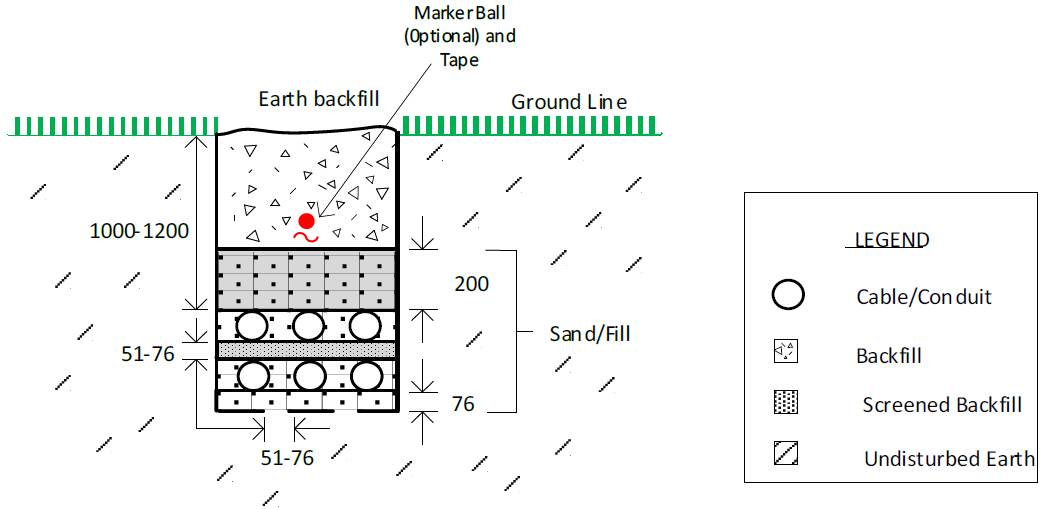 Marker Ball
(Optional) and
Tape
Earth backfill
Ground Line
1000-1200
200
Sand/Fill
51-76
76
51-76
LEGEND
Cable/Conduit
Backfill
Screened Backfill
Undisturbed Earth